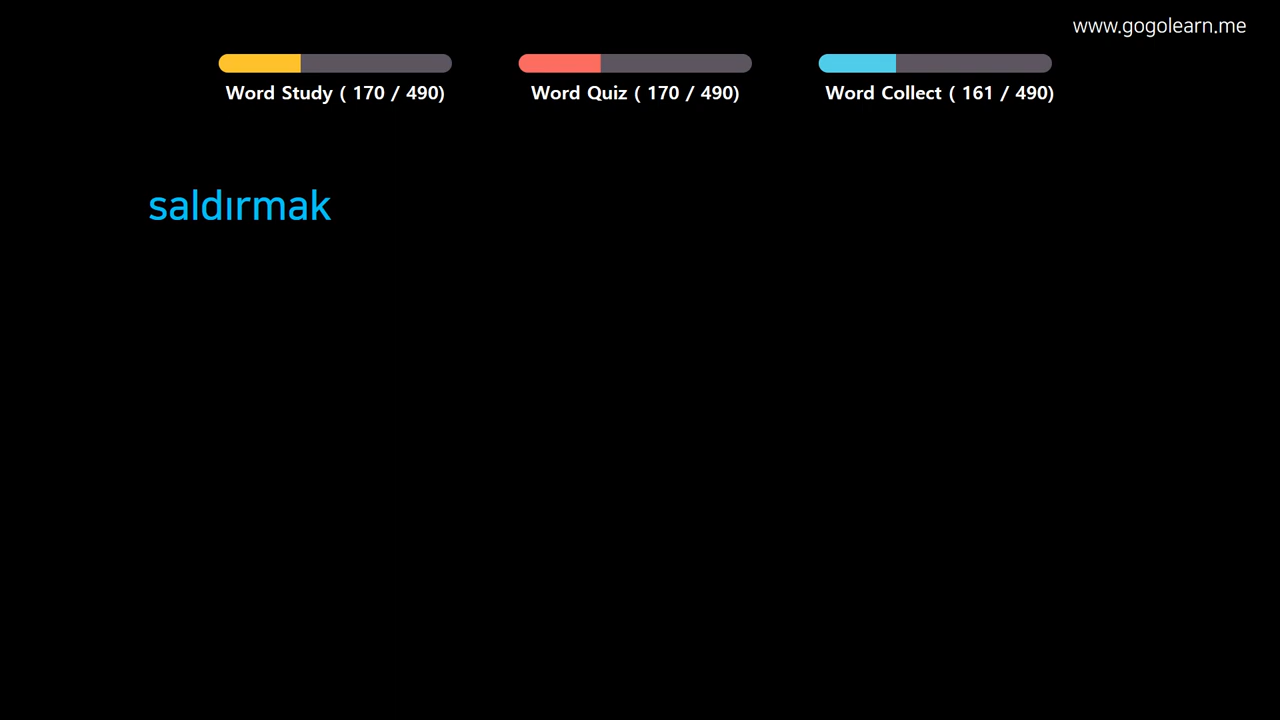 www.gogolearn.me
Word Study ( 170 / 490)
Word Quiz ( 170 / 490)
Word Collect ( 161 / 490)
saldırmak